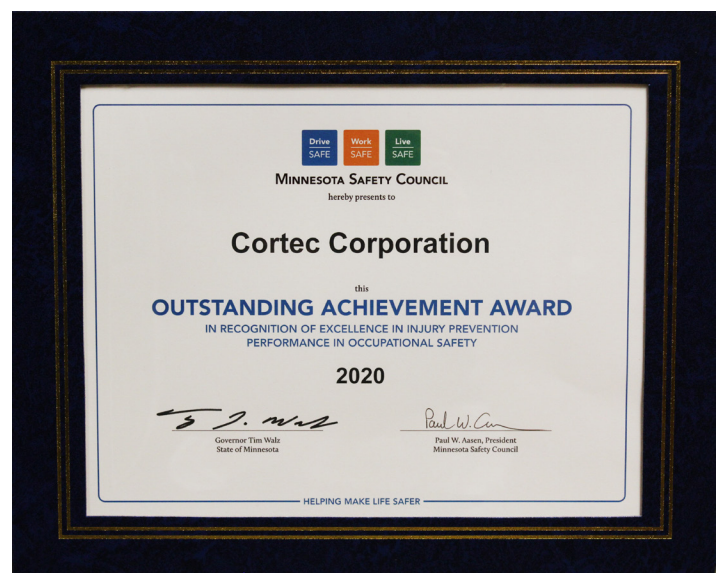 Drive Work Live
SAFE SAFE SAFE
MINNESOTA SAFETY COUNCIL
hereby presents to
Cortec Corporation
this
OUTSTANDING ACHIEVEMENT AWARD
IN RECOGNITION OF EXCELLENCE IN INJURY PREVENTION
PERFORMANCE IN OCCUPATIONAL SAFETY
2020
Paul W.
Governor Tim Walz
State of Minnesota
Paul W. Aasen, President
Minnesota Safety Council
HELPING MAKE LIFE SAFER